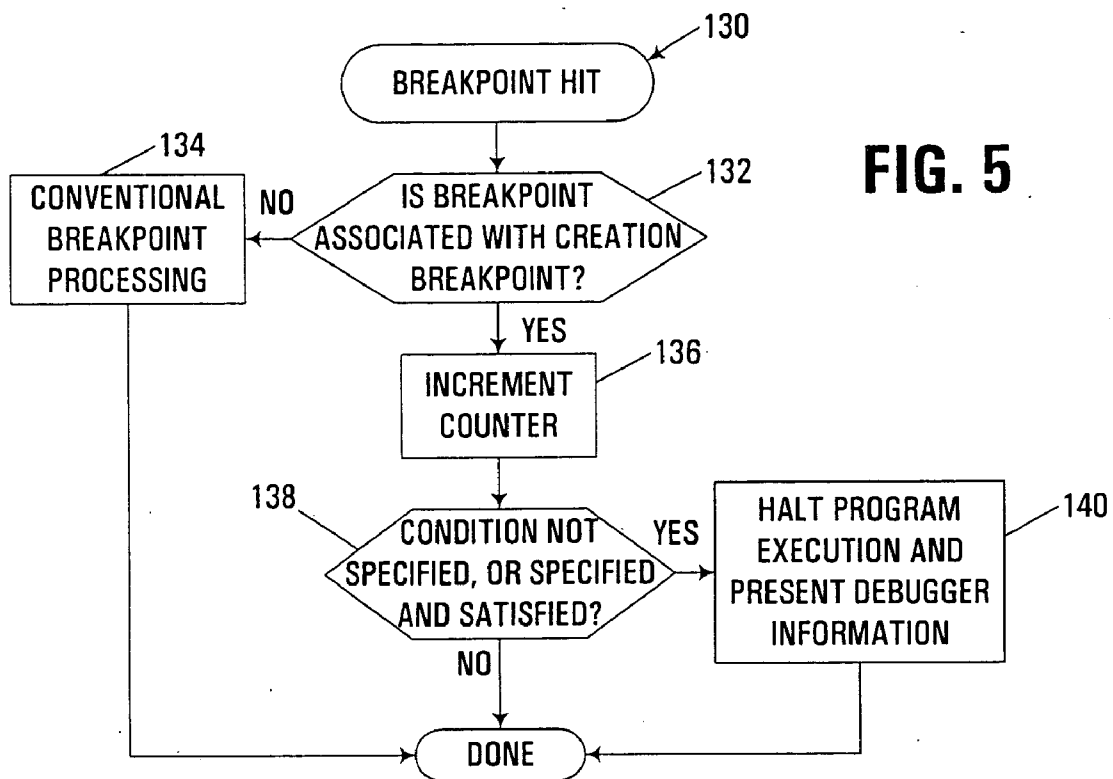 130
BREAKPOINT HIT
FIG. 5
134
CONVENTIONAL
BREAKPOINT
PROCESSING
NO
132
IS BREAKPOINT
ASSOCIATED WITH CREATION
BREAKPOINT?
YES
136
INCREMENT
COUNTER
138
CONDITION NOT
SPECIFIED, OR SPECIFIED
AND SATISFIED?
YES
140
HALT PROGRAM
EXECUTION AND
PRESENT DEBUGGER
INFORMATION
NO
DONE